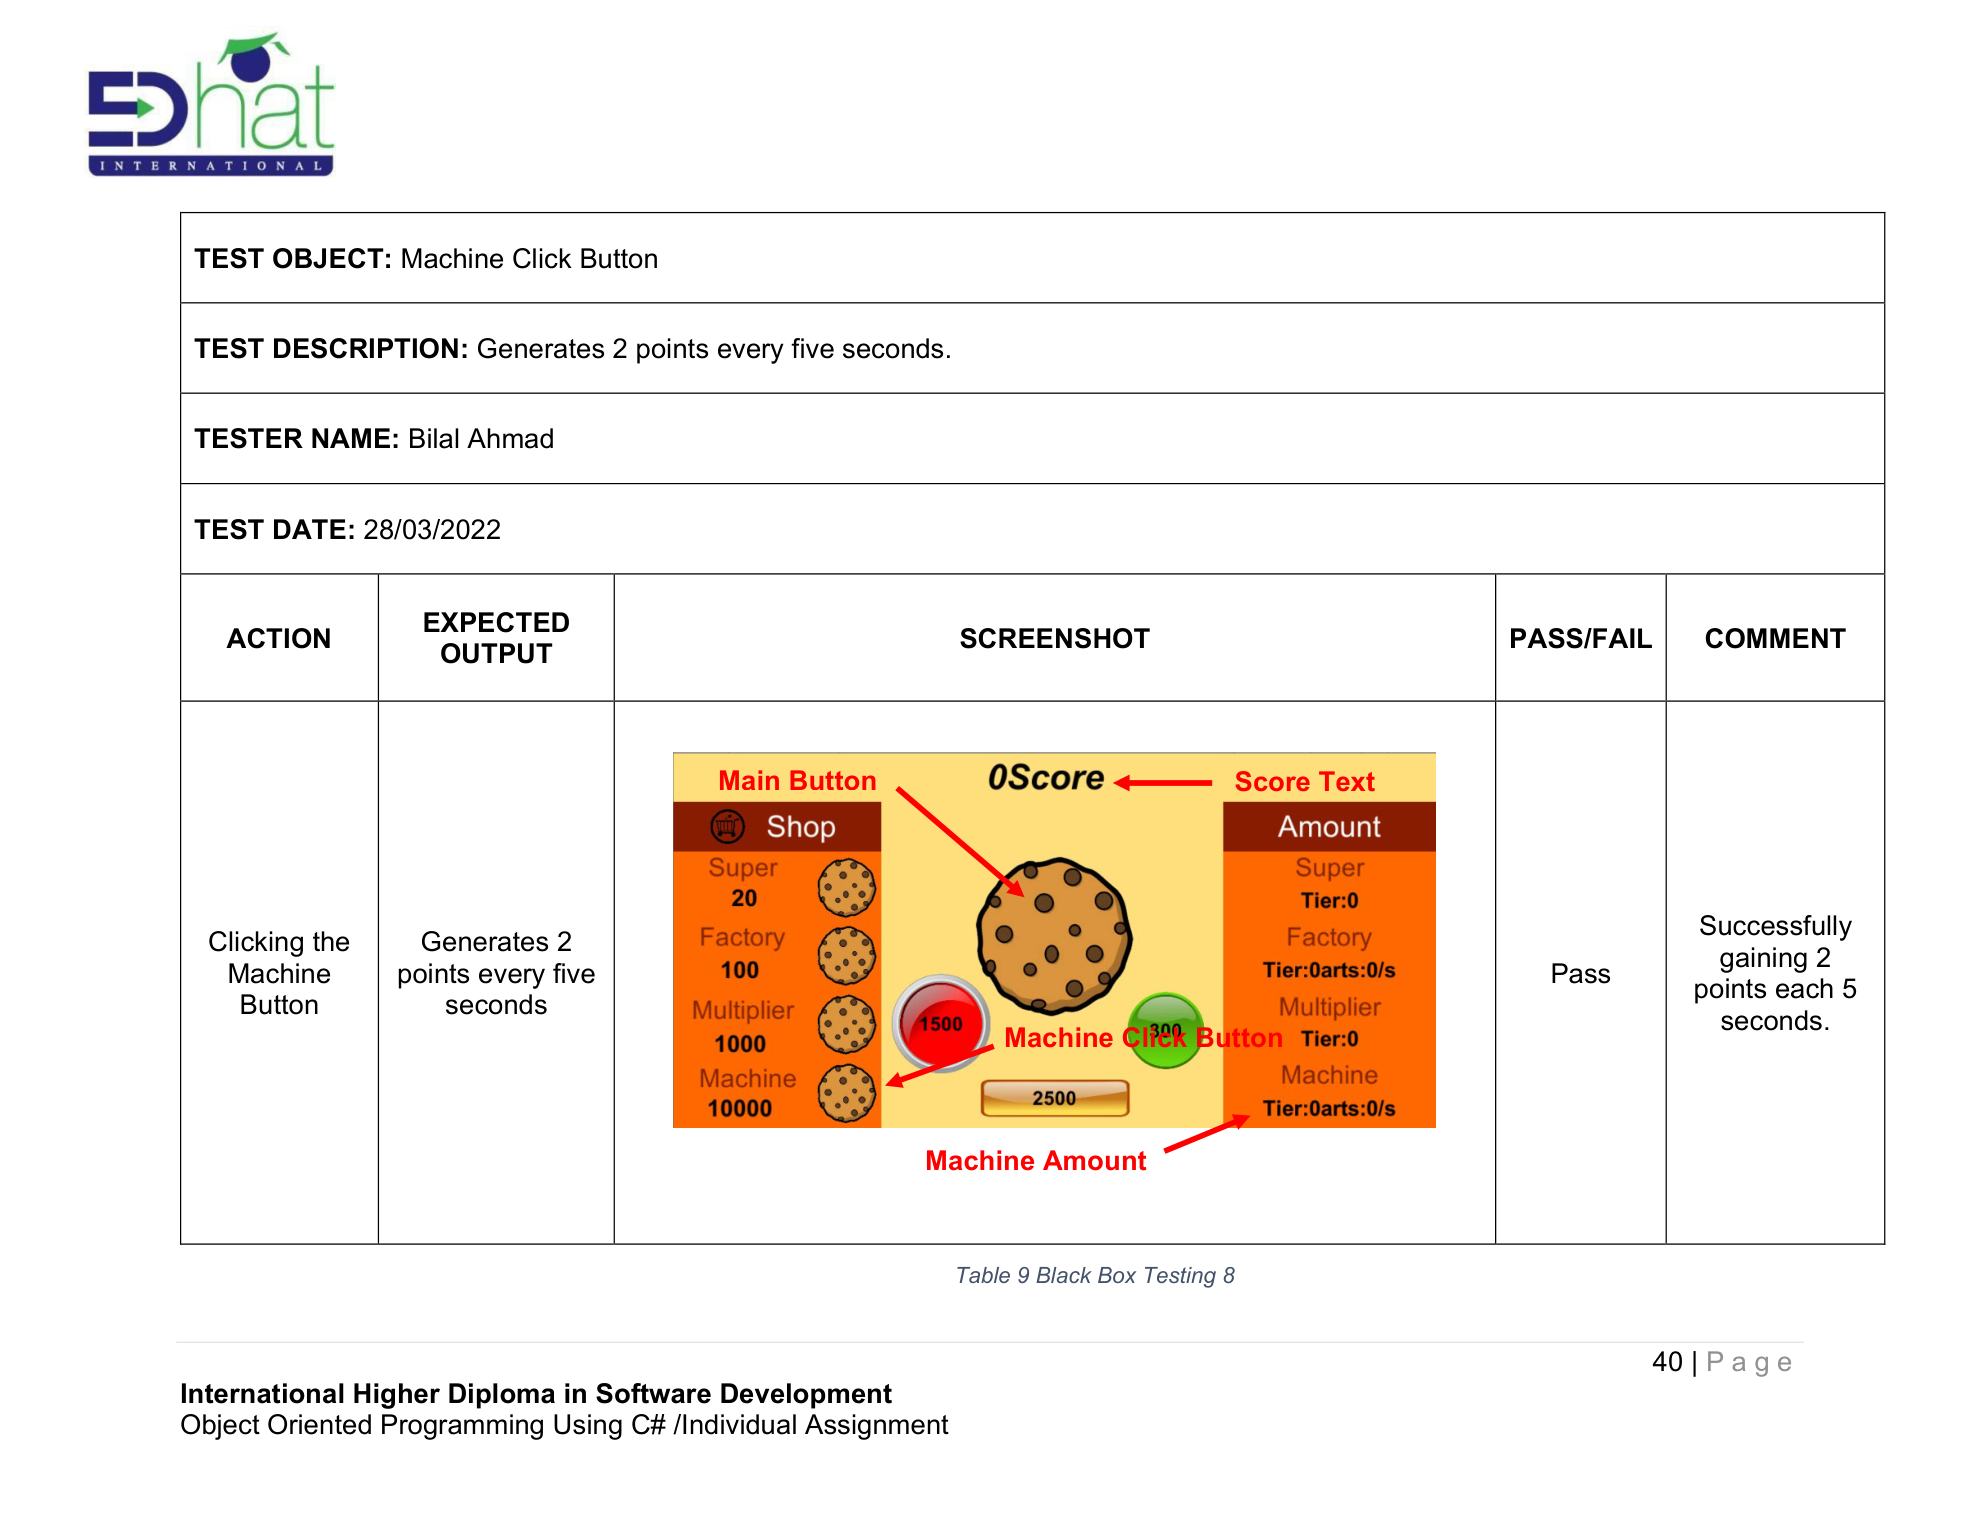 EDhat
INTERNATIONAL
TEST OBJECT: Machine Click Button
TEST DESCRIPTION: Generates 2 points every five seconds.
TESTER NAME: Bilal Ahmad
TEST DATE: 28/03/2022
ACTION
EXPECTED
OUTPUT
SCREENSHOT
PASS/FAIL
COMMENT
Clicking the
Machine
Button
Generates 2
points every five
seconds
Main Button
0Score
Score Text
Shop
Super
20
Factory
100
Multiplier
1000
Machine
10000
1500
300
Machine Click Button
2500
Amount
Super
Tier:0
Factory
Tier:0arts:0/s
Multiplier
Tier:0
Machine
Tier:0arts:0/s
Machine Amount
Pass
Successfully
gaining 2
points each 5
seconds.
Table 9 Black Box Testing 8
40 | Page
International Higher Diploma in Software Development
Object Oriented Programming Using C# /Individual Assignment